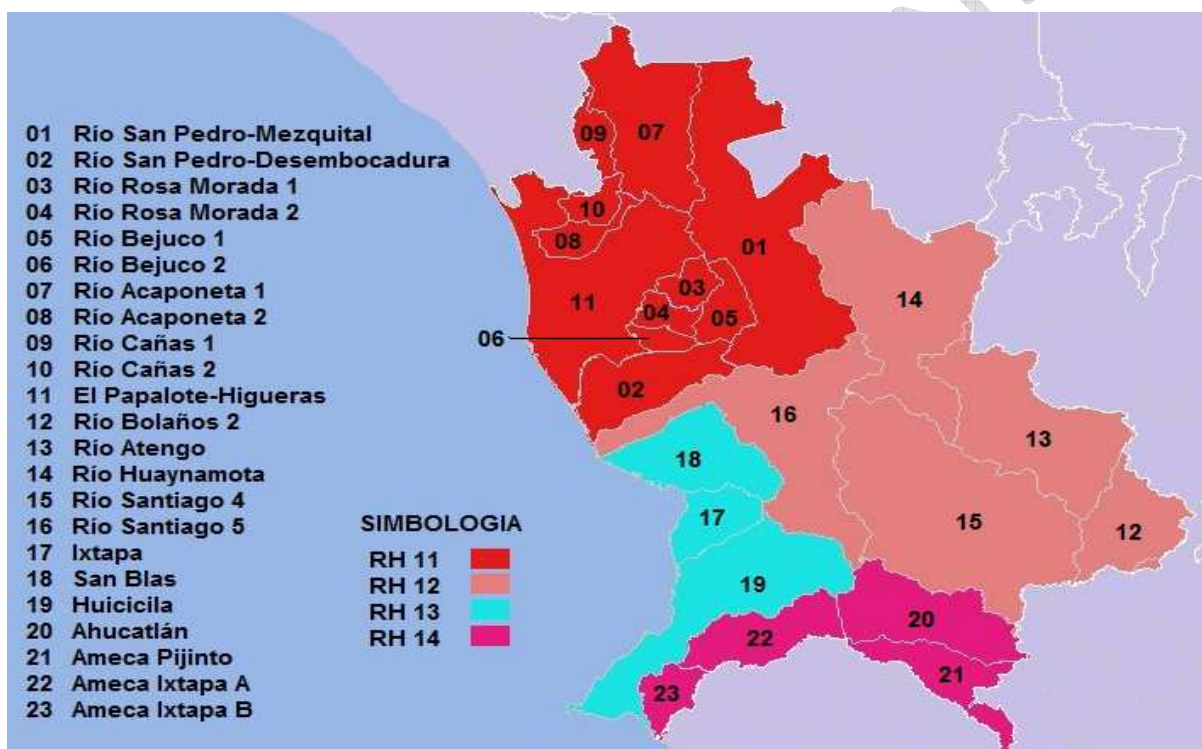 01 Río San Pedro-Mezquital
02 Río San Pedro-Desembocadura
03 Río Rosa Morada 1
04 Río Rosa Morada 2
05 Río Bejuco 1
06 Río Bejuco 2
07 Río Acaponeta 1
08 Río Acaponeta 2
09 Río Cañas 1
10 Río Cañas 2
11 El Papalote-Higueras
12 Río Bolaños 2
13 Río Atengo
14 Río Huaynamota
15 Río Santiago 4
16 Río Santiago 5
17 Ixtapa
18 San Blas
19 Huicicila
20 Ahucatlán
21 Ameca Pijinto
22 Ameca Ixtapa A
23 Ameca Ixtapa B
SIMBOLOGIA
RH 11
RH 12
RH 13
RH 14
09
07
10
08
01
03
11
04
05
06
02
14
16
13
18
17
15
12
19
20
22
21
23